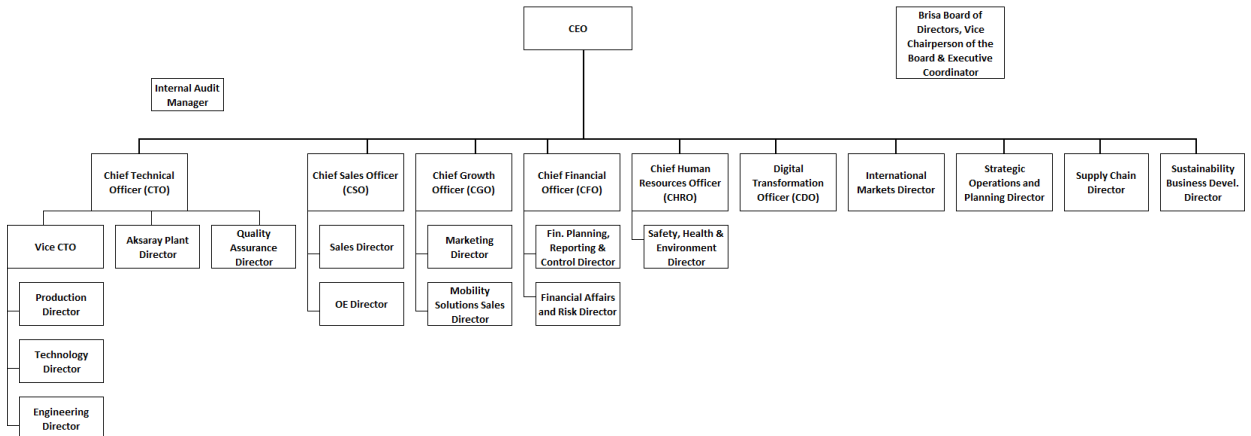 CEO
Brisa Board of
Directors, Vice
Chairperson of the
Board & Executive
Coordinator
Internal Audit
Manager
Chief Technical
Officer (CTO)
Chief Sales Officer
(CSO)
Chief Growth
Officer (CGO)
Chief Financial
Officer (CFO)
Chief Human
Resources Officer
(CHRO)
Digital
Transformation
Officer (CDO)
International
Markets Director
Strategic
Operations and
Planning Director
Supply Chain
Director
Sustainability
Business Devel.
Director
Vice CTO
Aksaray Plant
Director
Quality
Assurance
Director
Sales Director
Marketing
Director
Fin. Planning,
Reporting &
Control Director
Safety, Health &
Environment
Director
Production
Director
OE Director
Mobility
Solutions Sales
Director
Financial Affairs
and Risk Director
Technology
Director
Engineering
Director